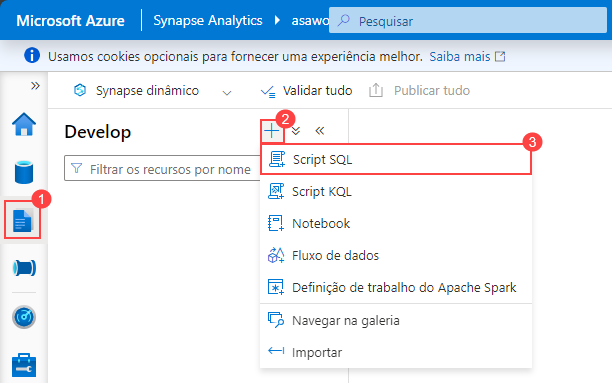 Microsoft Azure Synapse Analytics asawo Pesquisar
Usamos cookies opcionais para fornecer uma experiência melhor. Saiba mais
Synapse dinâmico Validar tudo Publicar tudo
Develop 2
Filtrar os recursos por nome
3
Script SQL
Script KQL
1
Notebook
Fluxo de dados
Definição de trabalho do Apache Spark
Navegar na galeria
Importar